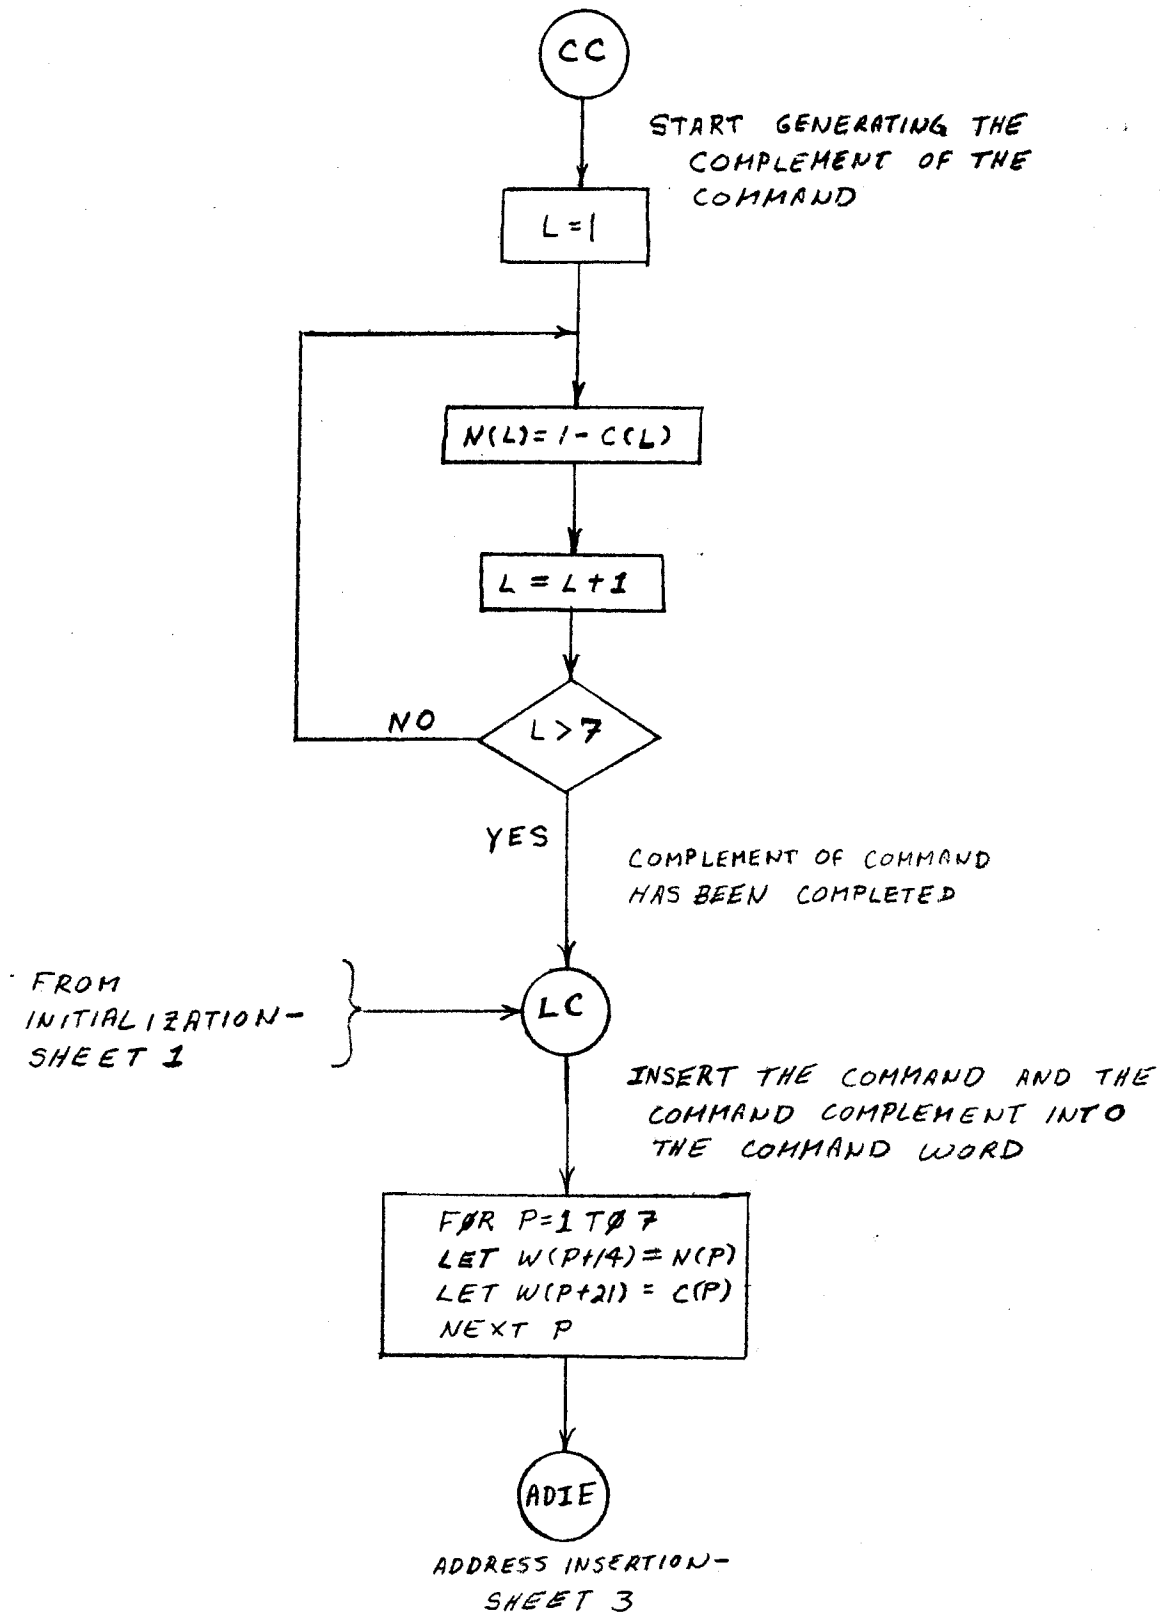 CC
START GENERATING THE
COMPLEMENT OF THE
COMMAND
L=1
N(L)=1-C(L)
L=L+1
L>7
NO
YES
COMPLEMENT OF COMMAND
HAS BEEN COMPLETED
FROM
INITIALIZATION-
SHEET 1
LC
INSERT THE COMMAND AND THE
COMMAND COMPLEMENT INTO
THE COMMAND WORD
FØR P=1 TØ 7
LET W(P+14)=N(P)
LET W(P+21)=C(P)
NEXT P
ADIE
ADDRESS INSERTION-
SHEET 3